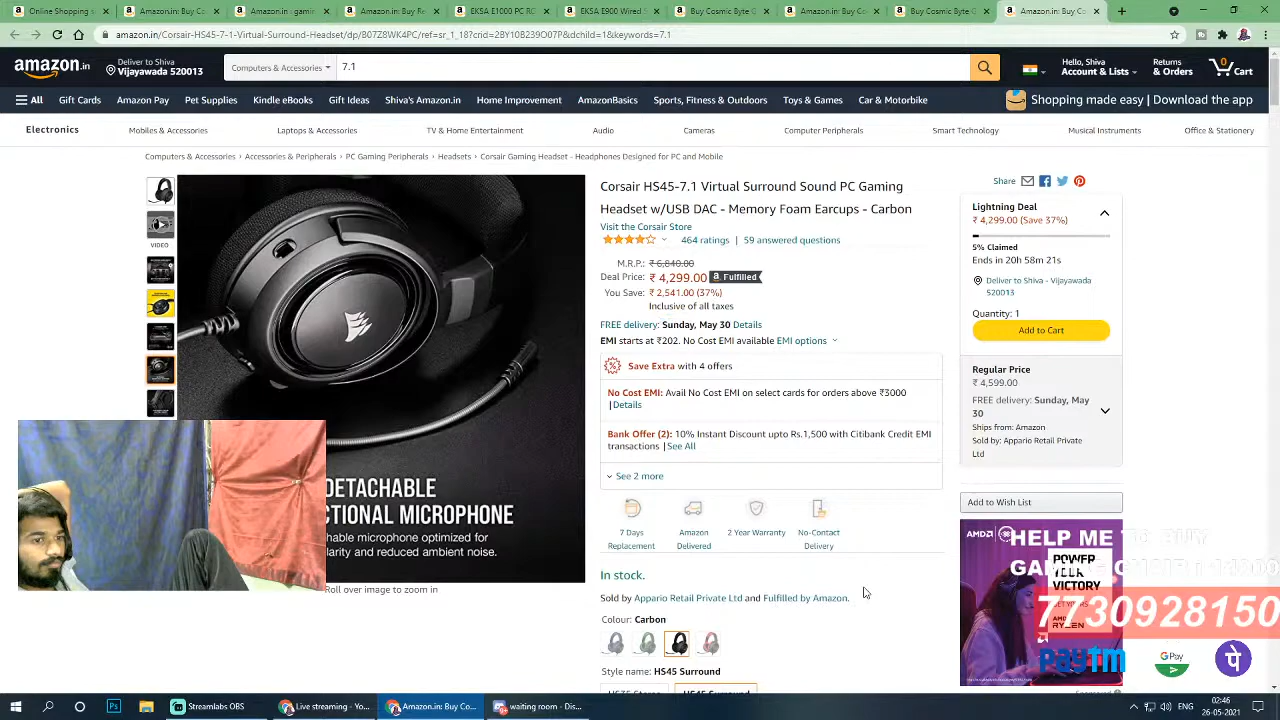 Online Shopping s
Amazon.in: Buy Co
EKSA E1000 PC RC
EKSA E900 Wired S
Buy Cosmic Byte G
Amazon.in: Buy Co
Buy Cosmic Byte G
Amazon.in: Buy Co
amazon.in/Corsair-HS45-7-1-Virtual-Surround-Headset/dp/B07Z8WK4PC/ref=sr_1_18?crid=2BY10B239O07P&dchild=1&keywords=7.1
amazon.in
Deliver to Shiva
Vijayawada 520013
Computers & Accessories
7.1
Hello, Shiva
Account & Lists
Returns
& Orders
0
Cart
All
Gift Cards
Amazon Pay
Pet Supplies
Kindle eBooks
Gift Ideas
Shiva's Amazon.in
Home Improvement
AmazonBasics
Sports, Fitness & Outdoors
Toys & Games
Car & Motorbike
Shopping made easy | Download the app
Electronics
Mobiles & Accessories
Laptops & Accessories
TV & Home Entertainment
Audio
Cameras
Computer Peripherals
Smart Technology
Musical Instruments
Office & Stationery
Computers & Accessories › Accessories & Peripherals › PC Gaming Peripherals › Headsets › Corsair Gaming Headset - Headphones Designed for PC and Mobile
VIDEO
DETACHABLE
CTIONAL MICROPHONE
hable microphone optimized for
larity and reduced ambient noise.
Roll over image to zoom in
Corsair HS45-7.1 Virtual Surround Sound PC Gaming
Headset w/USB DAC - Memory Foam Earcups - Carbon
Visit the Corsair Store
464 ratings | 59 answered questions
M.R.P.: ₹ 6,840.00
Deal Price: ₹ 4,299.00 a Fulfilled
You Save: ₹ 2,541.00 (37%)
Inclusive of all taxes
FREE delivery: Sunday, May 30 Details
EMI starts at ₹202. No Cost EMI available EMI options
Save Extra with 4 offers
No Cost EMI: Avail No Cost EMI on select cards for orders above ₹3000
|Details
Bank Offer (2): 10% Instant Discount upto Rs.1,500 with Citibank Credit EMI
transactions |See All
See 2 more
7 Days
Replacement
Amazon
Delivered
2 Year Warranty
No-Contact
Delivery
In stock.
Sold by Appario Retail Private Ltd and Fulfilled by Amazon.
Colour: Carbon
Style name: HS45 Surround
HS35 Stereo
HS45 Surround
Share
Lightning Deal
₹ 4,299.00 (Save 37%)
5% Claimed
Ends in 20h 58m 21s
Deliver to Shiva - Vijayawada
520013
Quantity: 1
Add to Cart
Regular Price
₹ 4,599.00
FREE delivery: Sunday, May
30
Ships from: Amazon
Sold by: Appario Retail Private
Ltd
Add to Wish List
AMD
HELP ME TO BUY
POWER
YOUR
VICTORY
AMD
RYZEN
7730928150
paytm
G Pay
पे
Sponsored
Streamlabs OBS
Live streaming - Yo...
Amazon.in: Buy Co...
waiting room - Dis...
02:46
26-05-2021